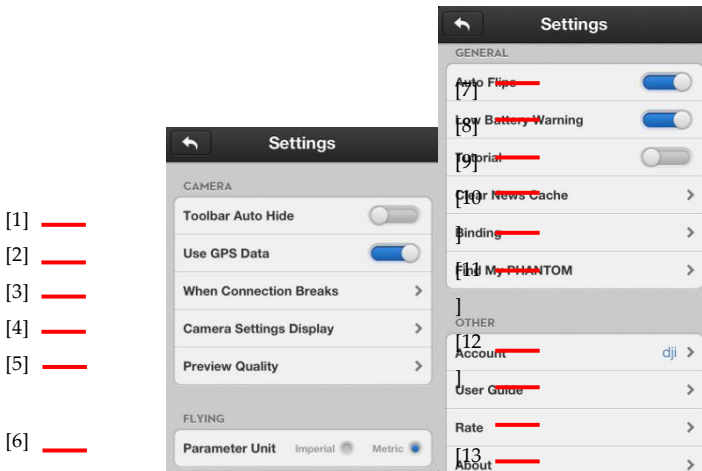 Settings
CAMERA
[1]
Toolbar Auto Hide
[2]
Use GPS Data
[3]
When Connection Breaks
[4]
Camera Settings Display
[5]
Preview Quality
FLYING
[6]
Parameter Unit Imperial Metric
Settings
GENERAL
Auto Flips
[7]
Low Battery Warning
[8]
Tutorial
[9]
Clear News Cache
[10
]
Binding
Find My PHANTOM
[11
]
OTHER
[12
Account dji
]
User Guide
Rate
[13
About